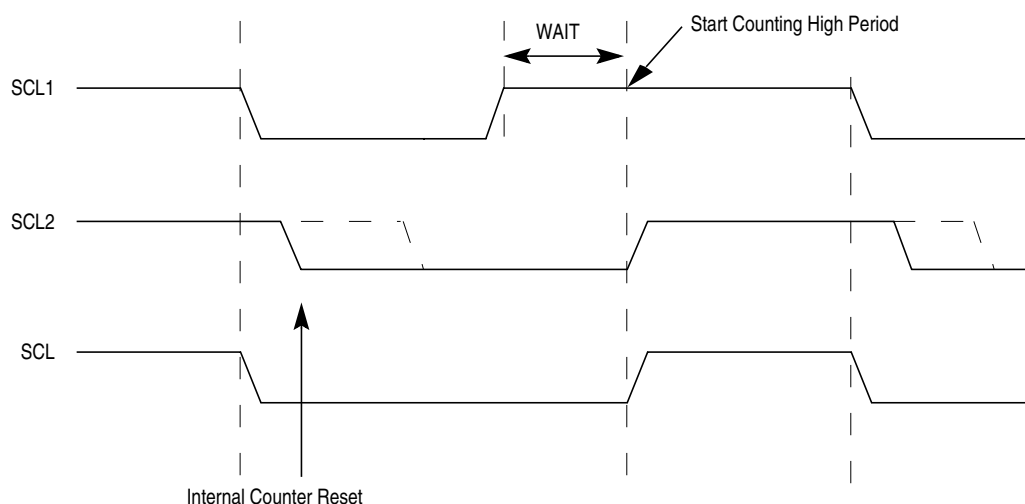 WAIT
Start Counting High Period
SCL1
SCL2
SCL
Internal Counter Reset